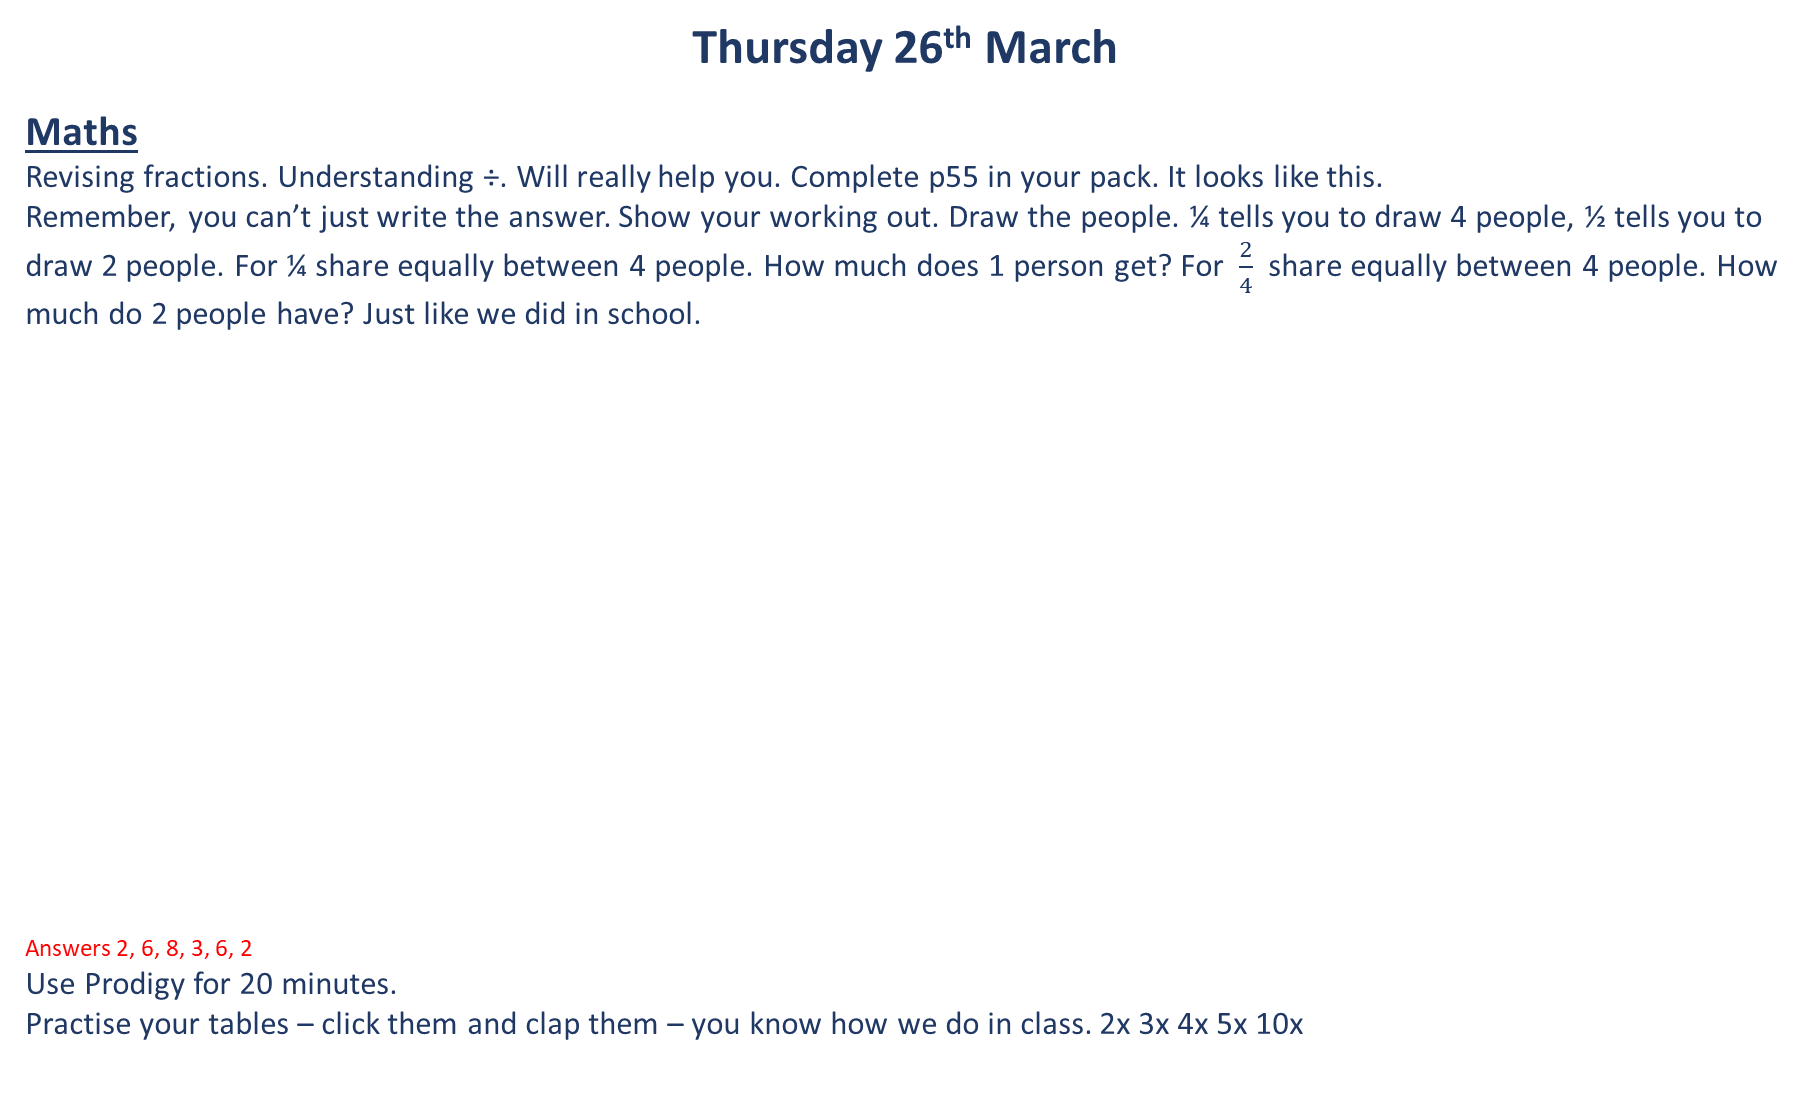 Thursday 26th March
Maths
Revising fractions. Understanding ÷. Will really help you. Complete p55 in your pack. It looks like this.
Remember, you can’t just write the answer. Show your working out. Draw the people. ¼ tells you to draw 4 people, ½ tells you to
draw 2 people. For ¼ share equally between 4 people. How much does 1 person get? For 2/4 share equally between 4 people. How
much do 2 people have? Just like we did in school.
Answers 2, 6, 8, 3, 6, 2
Use Prodigy for 20 minutes.
Practise your tables – click them and clap them – you know how we do in class. 2x 3x 4x 5x 10x